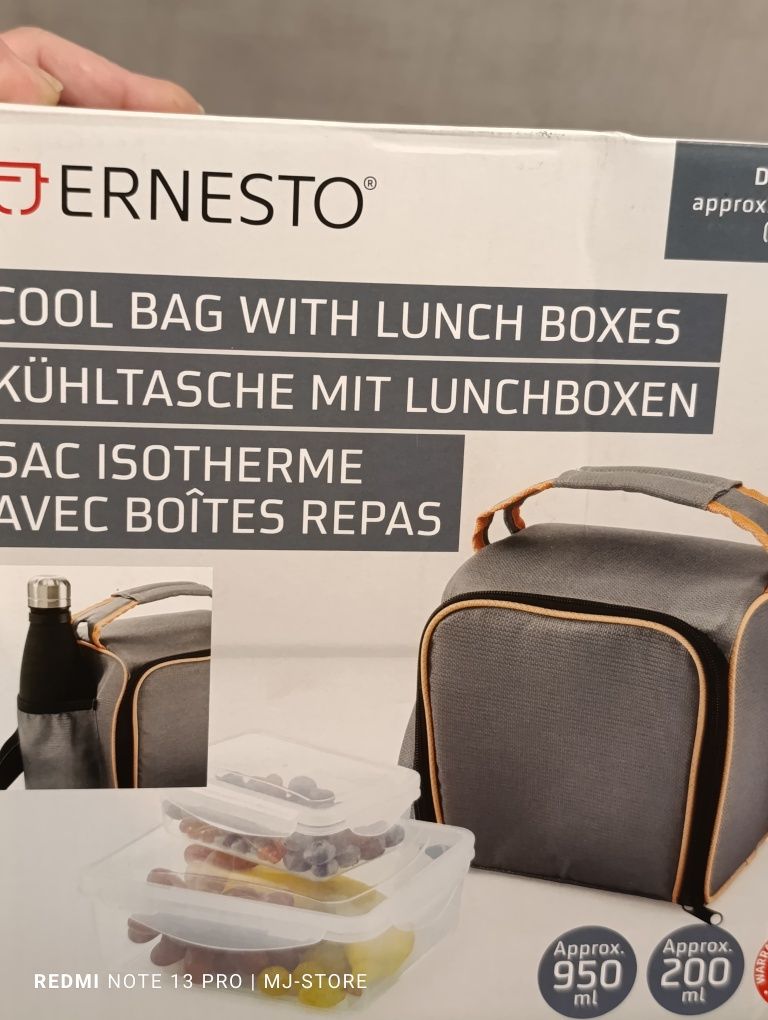 ERNESTO®
approx.
COOL BAG WITH LUNCH BOXES
KÜHLTASCHE MIT LUNCHBOXEN
SAC ISOTHERME
AVEC BOÎTES REPAS
Approx.
950
ml
Approx.
200
ml
REDMI NOTE 13 PRO | MJ-STORE